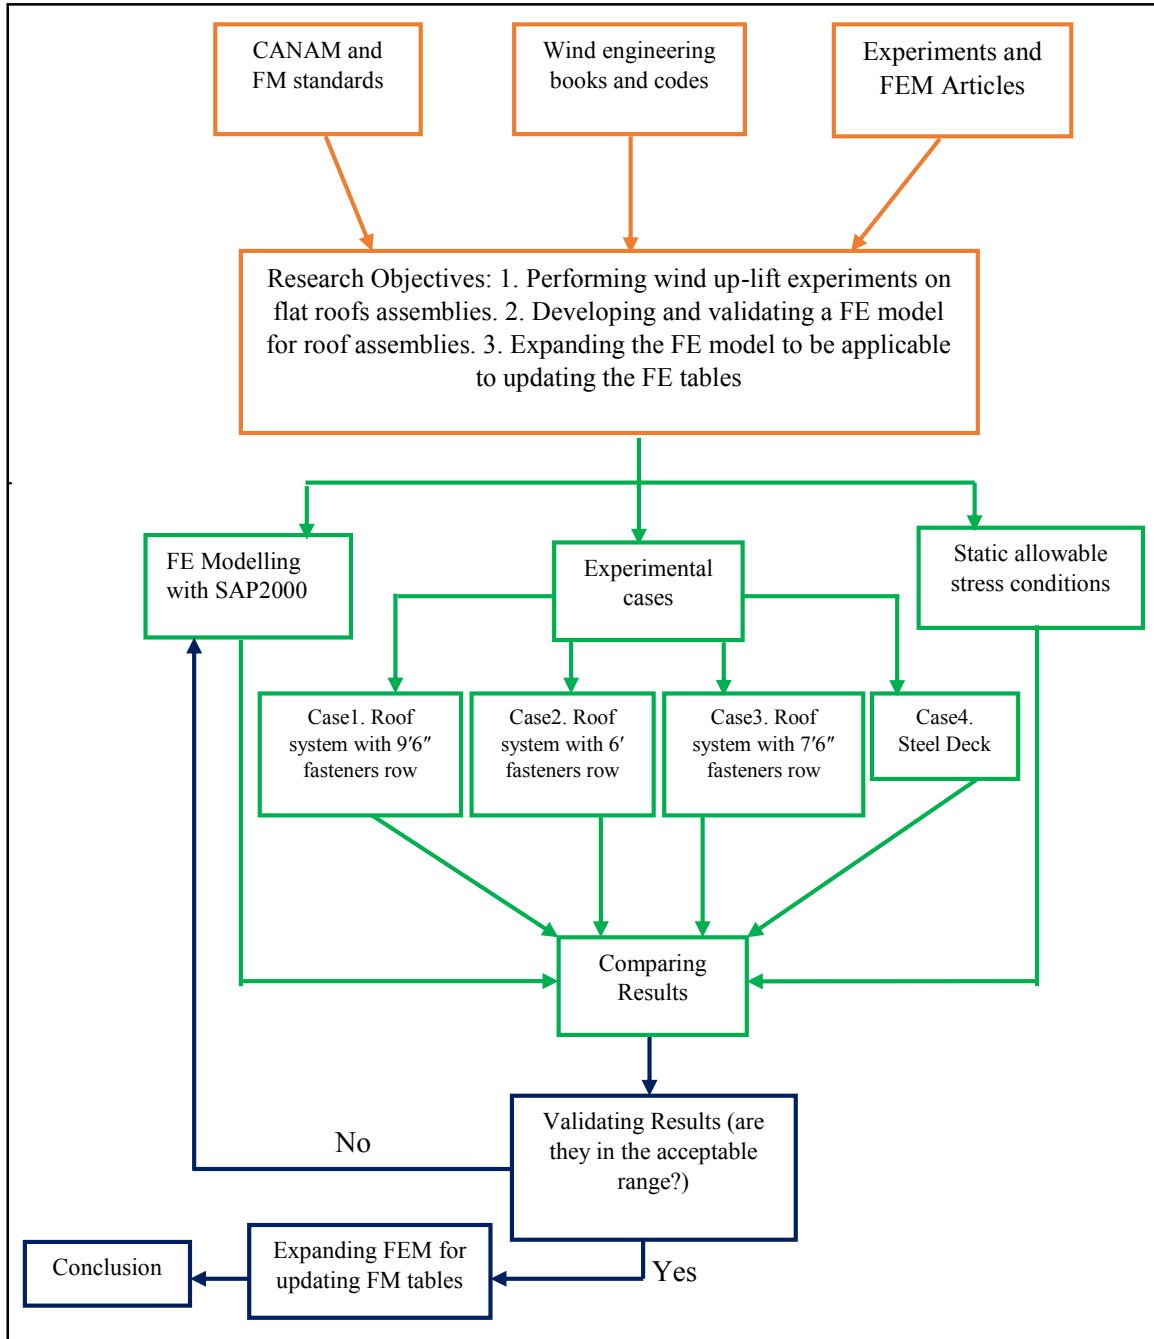 CANAM and
FM standards
Wind engineering
books and codes
Experiments and
FEM Articles
Research Objectives: 1. Performing wind up-lift experiments on
flat roofs assemblies. 2. Developing and validating a FE model
for roof assemblies. 3. Expanding the FE model to be applicable
to updating the FE tables
FE Modelling
with SAP2000
Experimental
cases
Static allowable
stress conditions
Case1. Roof
system with 9′6″
fasteners row
Case2. Roof
system with 6′
fasteners row
Case3. Roof
system with 7′6″
fasteners row
Case4.
Steel Deck
Comparing
Results
Validating Results (are
they in the acceptable
range?)
No
Yes
Expanding FEM for
updating FM tables
Conclusion